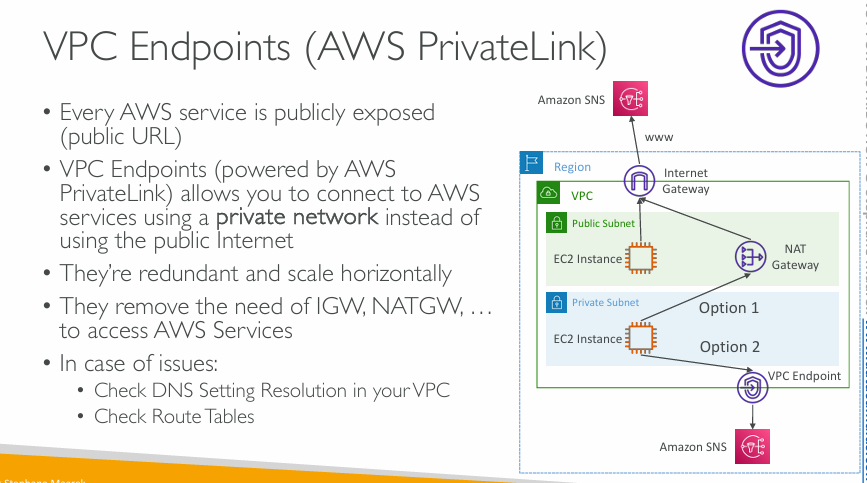 VPC Endpoints (AWS PrivateLink)
• Every AWS service is publicly exposed
(public URL)
• VPC Endpoints (powered by AWS
PrivateLink) allows you to connect to AWS
services using a private network instead of
using the public Internet
• They’re redundant and scale horizontally
• They remove the need of IGW, NATGW, …
to access AWS Services
• In case of issues:
• Check DNS Setting Resolution in your VPC
• Check Route Tables
Amazon SNS
www
Region
Internet
Gateway
VPC
Public Subnet
EC2 Instance
NAT
Gateway
Private Subnet
Option 1
EC2 Instance
Option 2
VPC Endpoint
Amazon SNS